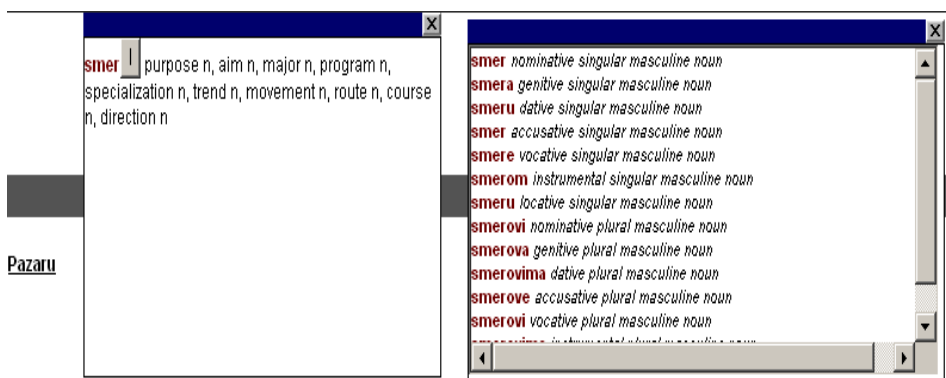 smer I purpose n, aim n, major n, program n,
specialization n, trend n, movement n, route n, course
n, direction n
Pazaru
smer nominative singular masculine noun
smera genitive singular masculine noun
smeru dative singular masculine noun
smer accusative singular masculine noun
smere vocative singular masculine noun
smerom instrumental singular masculine noun
smeru locative singular masculine noun
smerovi nominative plural masculine noun
smerova genitive plural masculine noun
smerovima dative plural masculine noun
smerove accusative plural masculine noun
smerovi vocative plural masculine noun